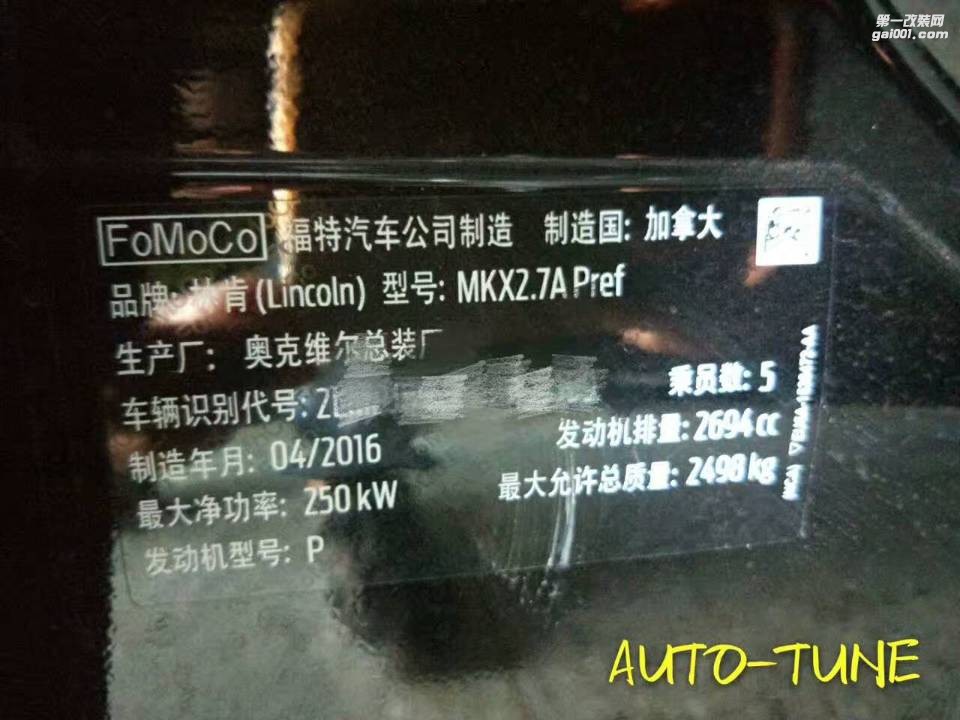 第一改装网
gai001.com
FoMoCo 福特汽车公司制造 制造国: 加拿大
品牌: 林肯 (Lincoln) 型号: MKX2.7A Pref
生产厂: 奥克维尔总装厂
车辆识别代号: 2L
乘员数: 5
制造年月: 04/2016
发动机排量: 2694 cc
最大净功率: 250 kW
最大允许总质量: 2498 kg
发动机型号: P
AUTO-TUNE